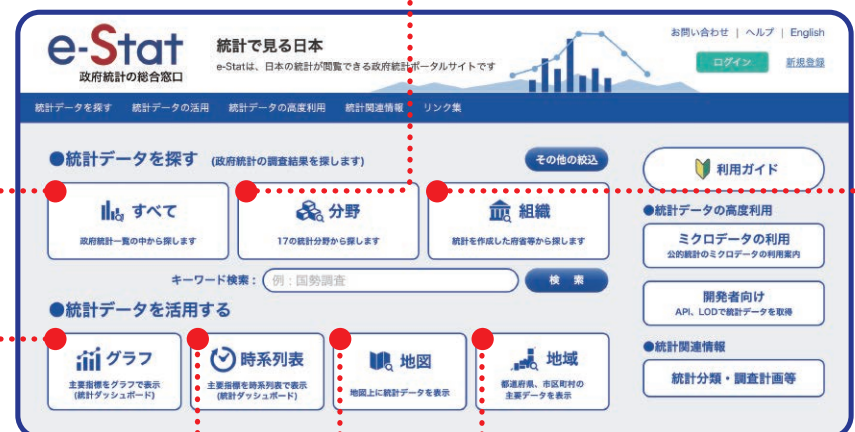 e-Stat
政府統計の総合窓口
統計で見る日本
e-Statは、日本の統計が閲覧できる政府統計ポータルサイトです
お問い合わせ | ヘルプ | English
ログイン
新規登録
統計データを探す 統計データの活用 統計データの高度利用 統計関連情報 リンク集
●統計データを探す (政府統計の調査結果を探します)
その他の絞込
すべて
政府統計一覧の中から探します
分野
17の統計分野から探します
組織
統計を作成した府省等から探します
キーワード検索：
例：国勢調査
検 索
●統計データを活用する
グラフ
主要指標をグラフで表示
(統計ダッシュボード)
時系列表
主要指標を時系列表で表示
(統計ダッシュボード)
地図
地図上に統計データを表示
地域
都道府県、市区町村の
主要データを表示
利用ガイド
●統計データの高度利用
ミクロデータの利用
公的統計のミクロデータの利用案内
開発者向け
API、LODで統計データを取得
●統計関連情報
統計分類・調査計画等